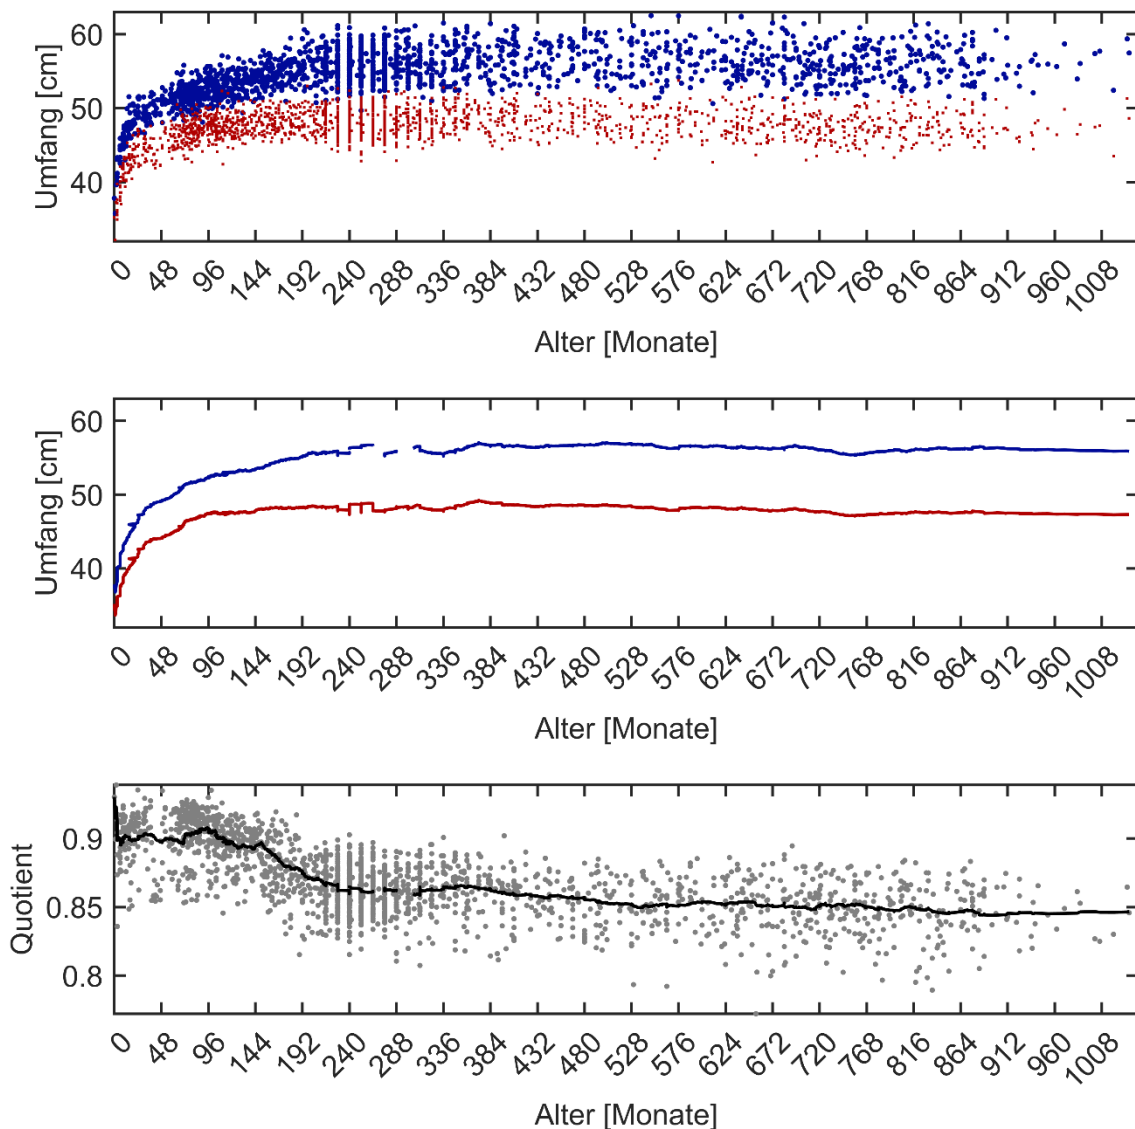 Umfang [cm]
60
50
40
0 48 96 144 192 240 288 336 384 432 480 528 576 624 672 720 768 816 864 912 960 1008
Alter [Monate]
Umfang [cm]
60
50
40
0 48 96 144 192 240 288 336 384 432 480 528 576 624 672 720 768 816 864 912 960 1008
Alter [Monate]
Quotient
0.9
0.85
0.8
0 48 96 144 192 240 288 336 384 432 480 528 576 624 672 720 768 816 864 912 960 1008
Alter [Monate]